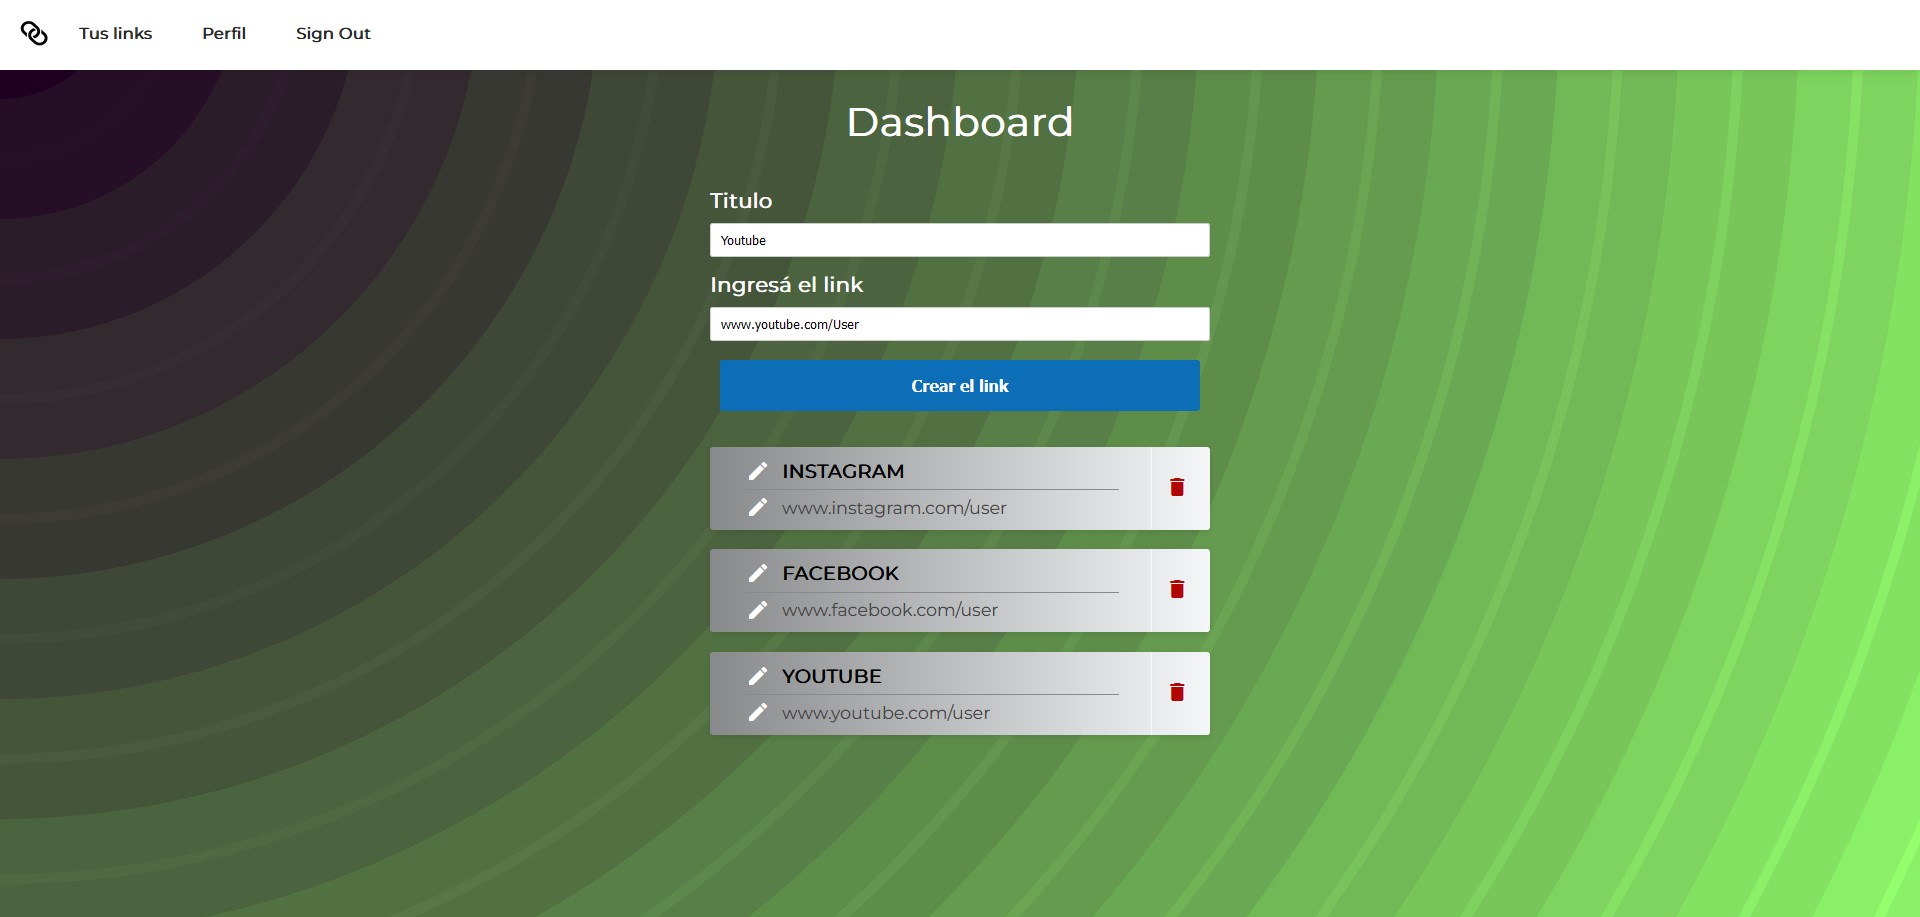 Tus links
Perfil
Sign Out
Dashboard
Titulo
Youtube
Ingresá el link
www.youtube.com/User
Crear el link
INSTAGRAM
www.instagram.com/user
FACEBOOK
www.facebook.com/user
YOUTUBE
www.youtube.com/user